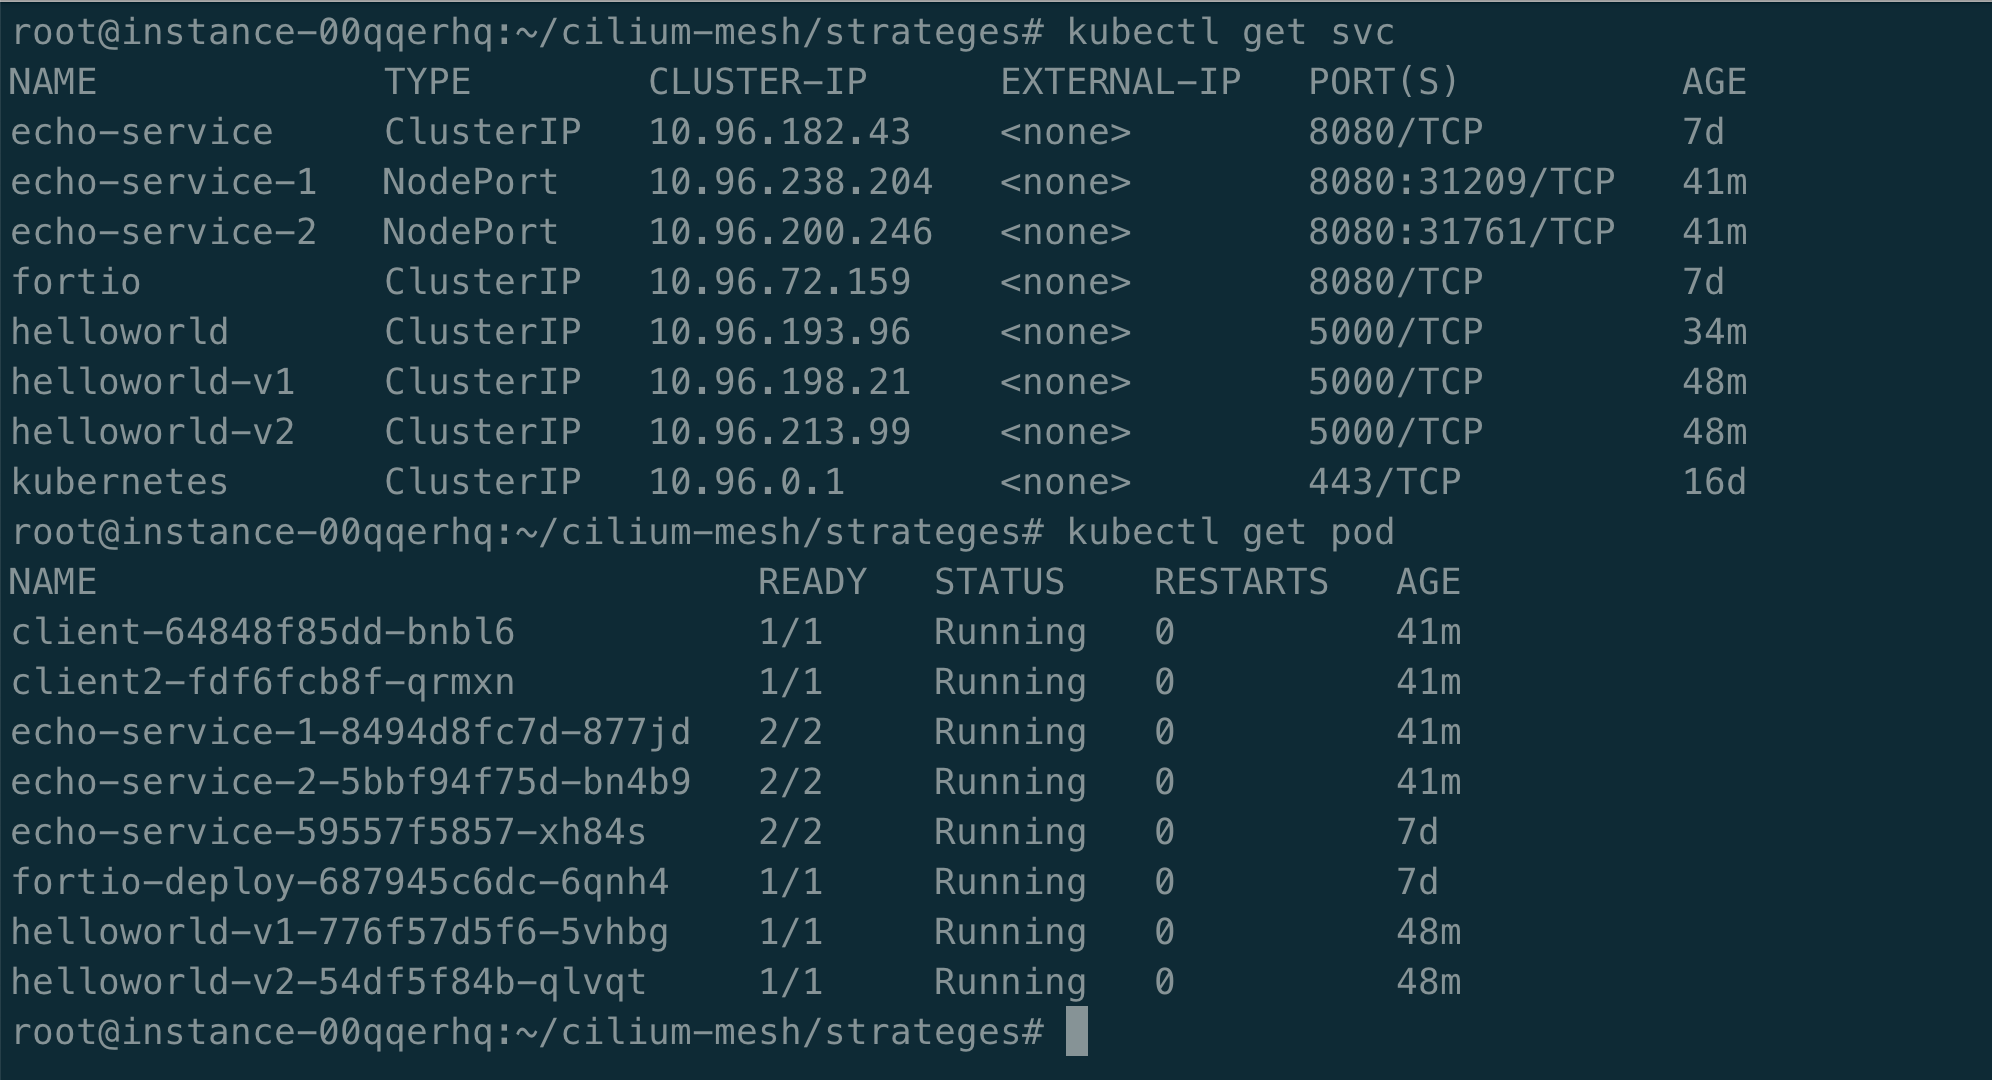 root@instance-00qqerhq:~/cilium-mesh/strateges# kubectl get svc
NAME             TYPE        CLUSTER-IP      EXTERNAL-IP   PORT(S)          AGE
echo-service     ClusterIP   10.96.182.43    <none>        8080/TCP         7d
echo-service-1   NodePort    10.96.238.204   <none>        8080:31209/TCP   41m
echo-service-2   NodePort    10.96.200.246   <none>        8080:31761/TCP   41m
fortio           ClusterIP   10.96.72.159    <none>        8080/TCP         7d
helloworld       ClusterIP   10.96.193.96    <none>        5000/TCP         34m
helloworld-v1    ClusterIP   10.96.198.21    <none>        5000/TCP         48m
helloworld-v2    ClusterIP   10.96.213.99    <none>        5000/TCP         48m
kubernetes       ClusterIP   10.96.0.1       <none>        443/TCP          16d
root@instance-00qqerhq:~/cilium-mesh/strateges# kubectl get pod
NAME                              READY   STATUS    RESTARTS   AGE
client-64848f85dd-bnbl6           1/1     Running   0          41m
client2-fdf6fcb8f-qrmxn           1/1     Running   0          41m
echo-service-1-8494d8fc7d-877jd   2/2     Running   0          41m
echo-service-2-5bbf94f75d-bn4b9   2/2     Running   0          41m
echo-service-59557f5857-xh84s     2/2     Running   0          7d
fortio-deploy-687945c6dc-6qnh4    1/1     Running   0          7d
helloworld-v1-776f57d5f6-5vhbg    1/1     Running   0          48m
helloworld-v2-54df5f84b-qlvqt     1/1     Running   0          48m
root@instance-00qqerhq:~/cilium-mesh/strateges#